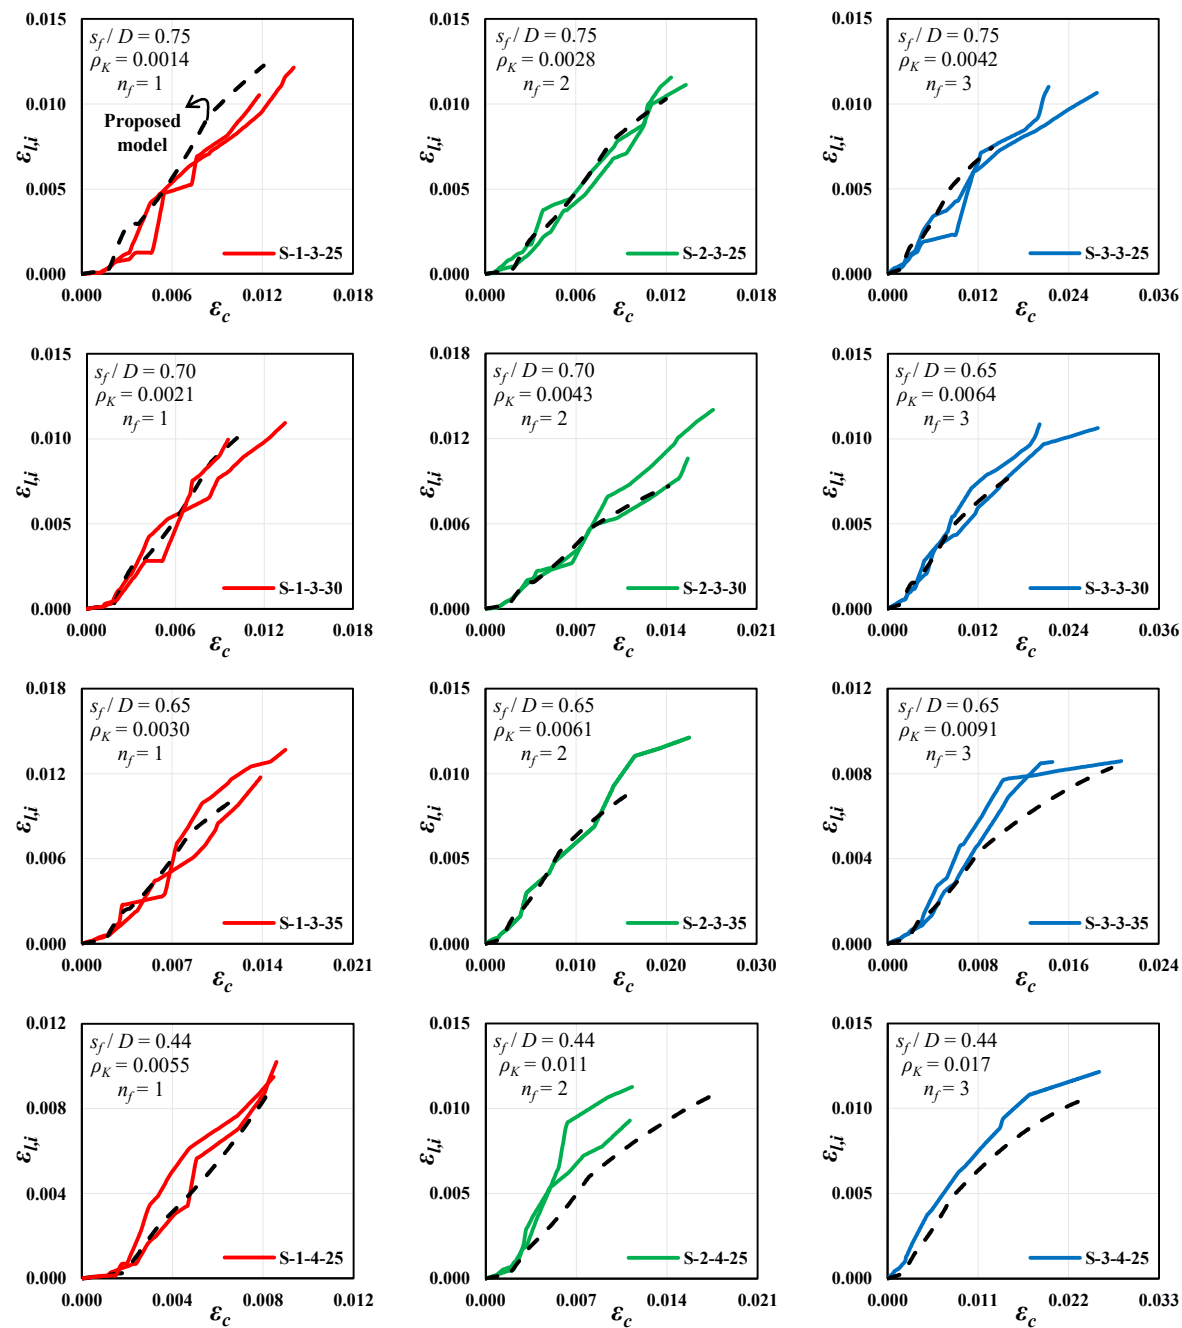 0.015
0.010
0.005
0.000
ε_l,i
s_f / D = 0.75
ρ_K = 0.0014
n_f = 1
Proposed
model
S-1-3-25
0.000 0.006 0.012 0.018
ε_c
0.015
0.010
0.005
0.000
ε_l,i
s_f / D = 0.75
ρ_K = 0.0028
n_f = 2
S-2-3-25
0.000 0.006 0.012 0.018
ε_c
0.015
0.010
0.005
0.000
ε_l,i
s_f / D = 0.75
ρ_K = 0.0042
n_f = 3
S-3-3-25
0.000 0.012 0.024 0.036
ε_c
0.015
0.010
0.005
0.000
ε_l,i
s_f / D = 0.70
ρ_K = 0.0021
n_f = 1
S-1-3-30
0.000 0.006 0.012 0.018
ε_c
0.018
0.012
0.006
0.000
ε_l,i
s_f / D = 0.70
ρ_K = 0.0043
n_f = 2
S-2-3-30
0.000 0.007 0.014 0.021
ε_c
0.015
0.010
0.005
0.000
ε_l,i
s_f / D = 0.65
ρ_K = 0.0064
n_f = 3
S-3-3-30
0.000 0.012 0.024 0.036
ε_c
0.018
0.012
0.006
0.000
ε_l,i
s_f / D = 0.65
ρ_K = 0.0030
n_f = 1
S-1-3-35
0.000 0.007 0.014 0.021
ε_c
0.015
0.010
0.005
0.000
ε_l,i
s_f / D = 0.65
ρ_K = 0.0061
n_f = 2
S-2-3-35
0.000 0.010 0.020 0.030
ε_c
0.012
0.008
0.004
0.000
ε_l,i
s_f / D = 0.65
ρ_K = 0.0091
n_f = 3
S-3-3-35
0.000 0.008 0.016 0.024
ε_c
0.012
0.008
0.004
0.000
ε_l,i
s_f / D = 0.44
ρ_K = 0.0055
n_f = 1
S-1-4-25
0.000 0.004 0.008 0.012
ε_c
0.015
0.010
0.005
0.000
ε_l,i
s_f / D = 0.44
ρ_K = 0.011
n_f = 2
S-2-4-25
0.000 0.007 0.014 0.021
ε_c
0.015
0.010
0.005
0.000
ε_l,i
s_f / D = 0.44
ρ_K = 0.017
n_f = 3
S-3-4-25
0.000 0.011 0.022 0.033
ε_c